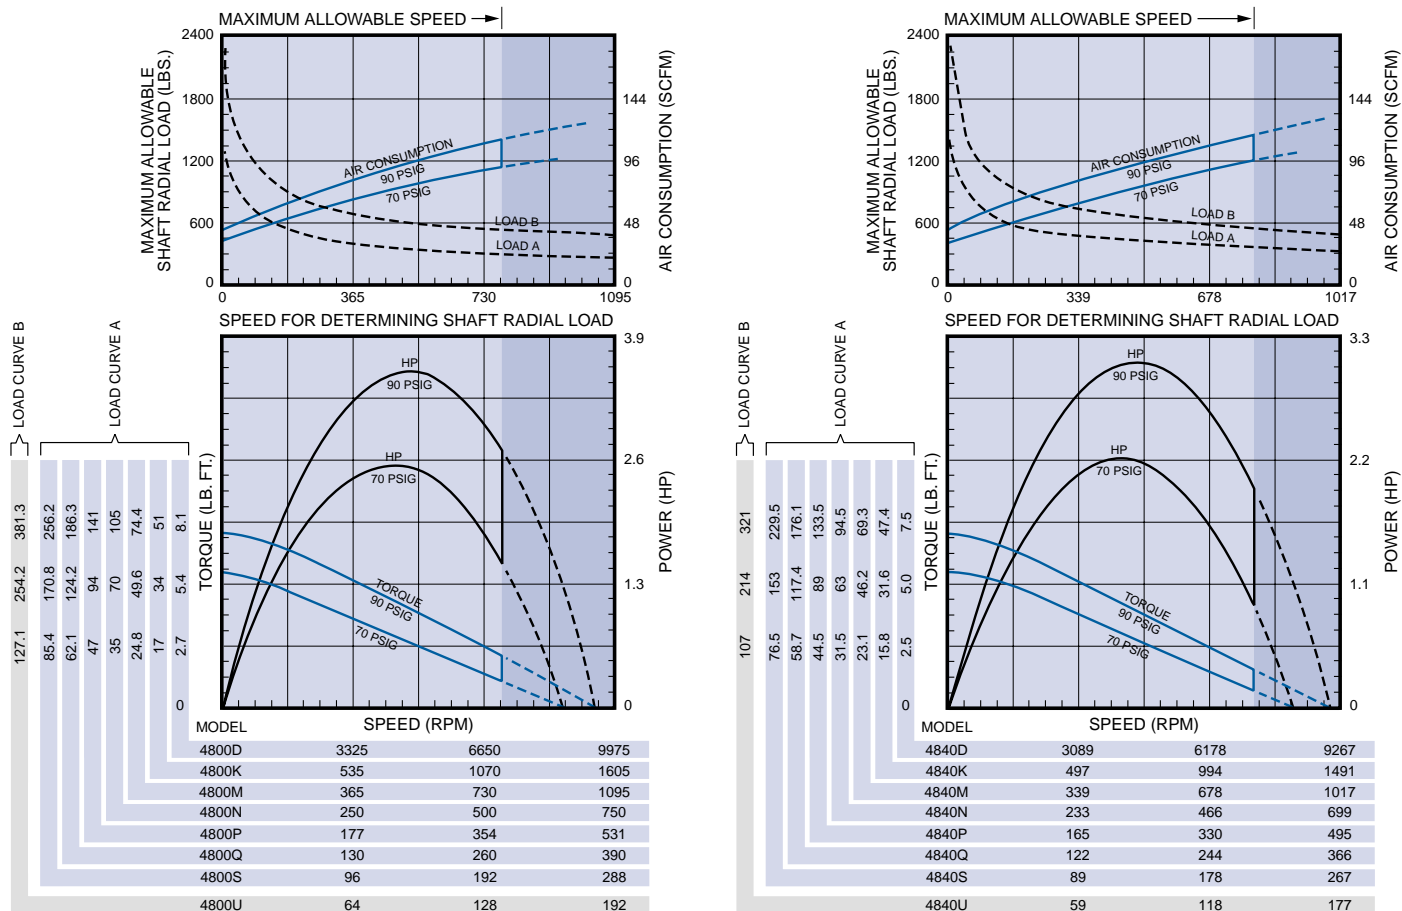 MAXIMUM ALLOWABLE SPEED
MAXIMUM ALLOWABLE
SHAFT RADIAL LOAD (LBS.)
2400
1800
1200
600
0
144
96
48
0
AIR CONSUMPTION (SCFM)
AIR CONSUMPTION
90 PSIG
70 PSIG
LOAD B
LOAD A
0 365 730 1095
SPEED FOR DETERMINING SHAFT RADIAL LOAD
LOAD CURVE B
LOAD CURVE A
TORQUE (LB. FT.)
3.9
2.6
1.3
0
POWER (HP)
HP
90 PSIG
HP
70 PSIG
TORQUE
90 PSIG
70 PSIG
381.3 256.2 186.3 141 105 74.4 51 8.1
254.2 170.8 124.2 94 70 49.6 34 5.4
127.1 85.4 62.1 47 35 24.8 17 2.7
0
MODEL SPEED (RPM)
4800D 3325 6650 9975
4800K 535 1070 1605
4800M 365 730 1095
4800N 250 500 750
4800P 177 354 531
4800Q 130 260 390
4800S 96 192 288
4800U 64 128 192
MAXIMUM ALLOWABLE SPEED
MAXIMUM ALLOWABLE
SHAFT RADIAL LOAD (LBS.)
2400
1800
1200
600
0
144
96
48
0
AIR CONSUMPTION (SCFM)
AIR CONSUMPTION
90 PSIG
70 PSIG
LOAD B
LOAD A
0 339 678 1017
SPEED FOR DETERMINING SHAFT RADIAL LOAD
LOAD CURVE B
LOAD CURVE A
TORQUE (LB. FT.)
3.3
2.2
1.1
0
POWER (HP)
HP
90 PSIG
HP
70 PSIG
TORQUE
90 PSIG
70 PSIG
321 229.5 176.1 133.5 94.5 69.3 47.4 7.5
214 153 117.4 89 63 46.2 31.6 5.0
107 76.5 58.7 44.5 31.5 23.1 15.8 2.5
0
MODEL SPEED (RPM)
4840D 3089 6178 9267
4840K 497 994 1491
4840M 339 678 1017
4840N 233 466 699
4840P 165 330 495
4840Q 122 244 366
4840S 89 178 267
4840U 59 118 177